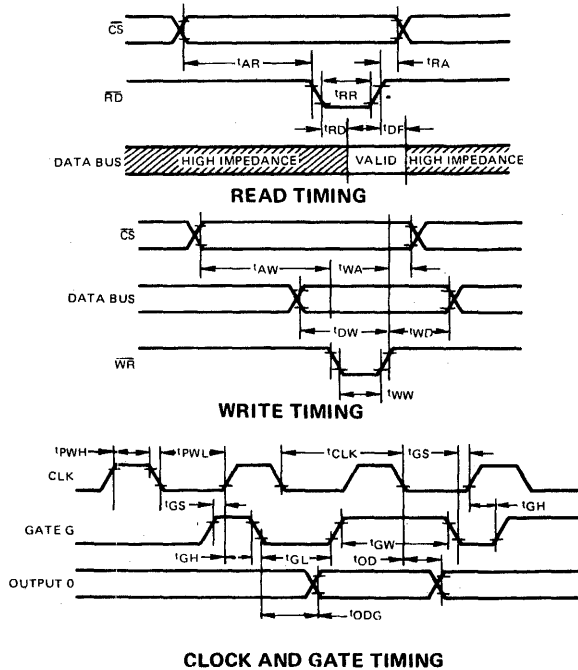 CS
tAR
tRA
RD
tRR
tRD
tDF
DATA BUS
HIGH IMPEDANCE
VALID
HIGH IMPEDANCE
READ TIMING
CS
tAW
tWA
DATA BUS
tDW
tWD
WR
tWW
WRITE TIMING
tPWH
tPWL
tCLK
tGS
CLK
tGS
tGH
GATE G
tGH
tGL
tGW
tOD
OUTPUT 0
tODG
CLOCK AND GATE TIMING